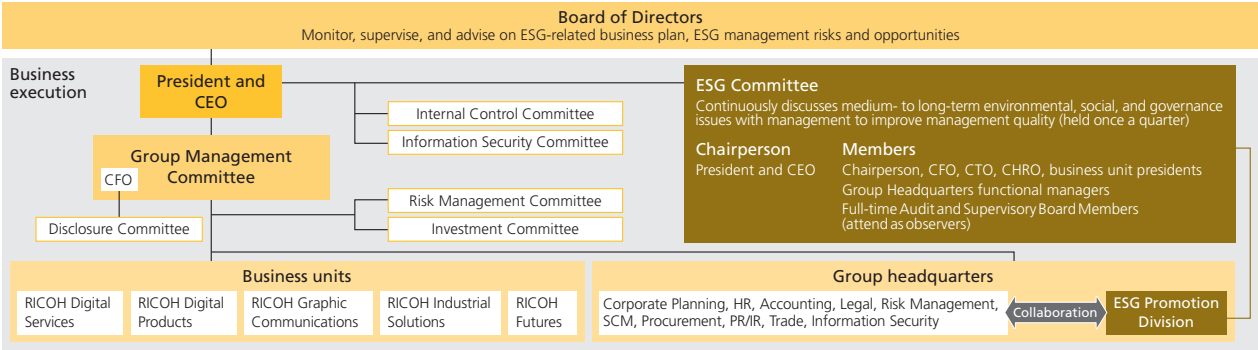 Board of Directors
Monitor, supervise, and advise on ESG-related business plan, ESG management risks and opportunities
Business
execution
President and
CEO
Internal Control Committee
Information Security Committee
Group Management
Committee
CFO
Disclosure Committee
Risk Management Committee
Investment Committee
ESG Committee
Continuously discusses medium- to long-term environmental, social, and governance
issues with management to improve management quality (held once a quarter)
Chairperson
President and CEO
Members
Chairperson, CFO, CTO, CHRO, business unit presidents
Group Headquarters functional managers
Full-time Audit and Supervisory Board Members
(attend as observers)
Business units
RICOH Digital
Services
RICOH Digital
Products
RICOH Graphic
Communications
RICOH Industrial
Solutions
RICOH
Futures
Group headquarters
Corporate Planning, HR, Accounting, Legal, Risk Management,
SCM, Procurement, PR/IR, Trade, Information Security
Collaboration
ESG Promotion
Division